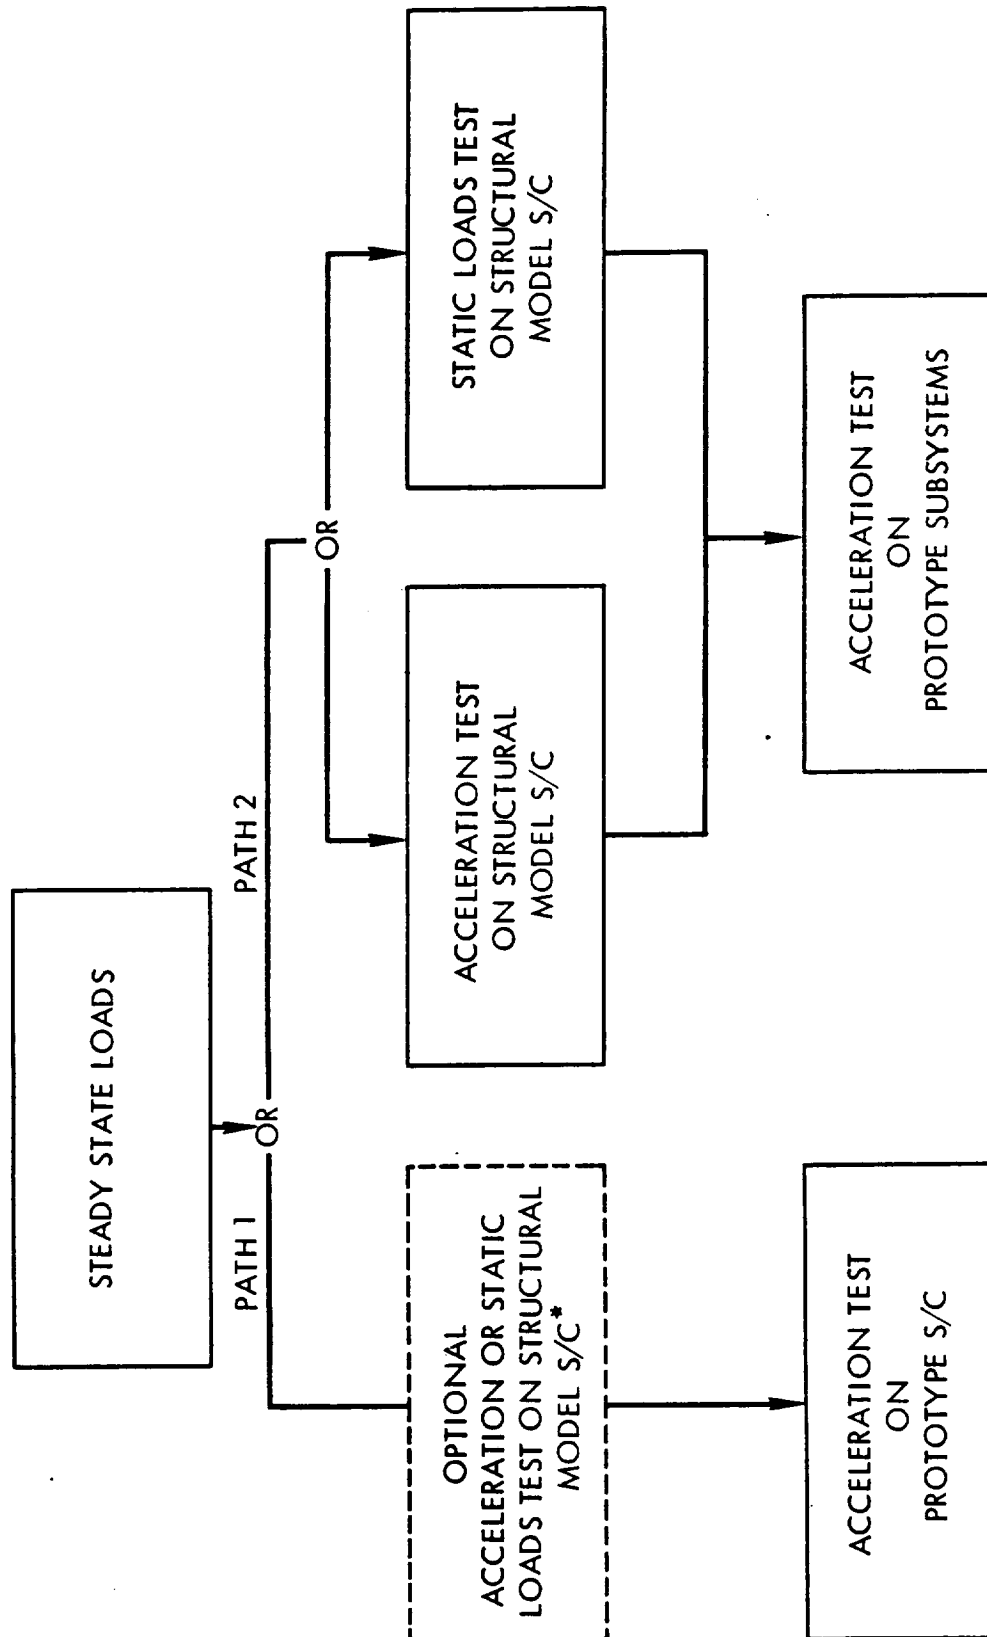 STEADY STATE LOADS
OR
PATH 1
PATH 2
OR
OPTIONAL
ACCELERATION OR STATIC
LOADS TEST ON STRUCTURAL
MODEL S/C*
ACCELERATION TEST
ON STRUCTURAL
MODEL S/C
STATIC LOADS TEST
ON STRUCTURAL
MODEL S/C
ACCELERATION TEST
ON
PROTOTYPE S/C
ACCELERATION TEST
ON
PROTOTYPE SUBSYSTEMS